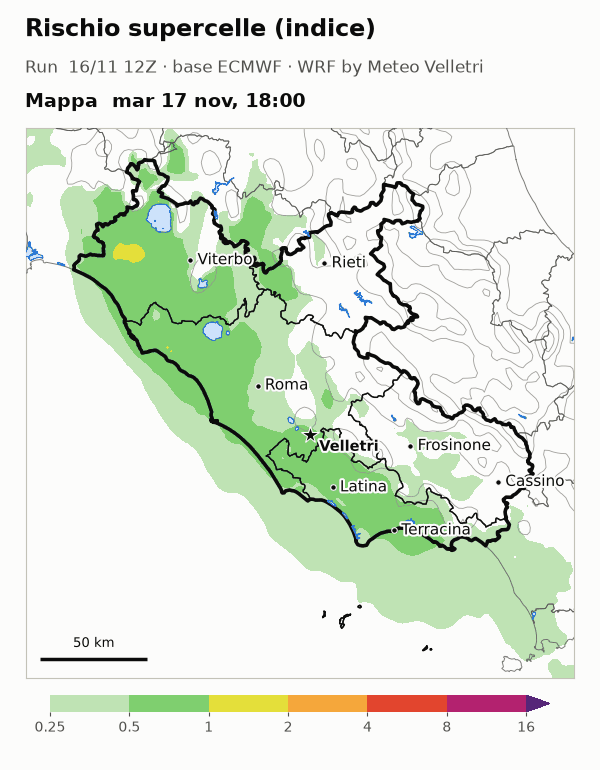 Rischio supercelle (indice)
Run  16/11 12Z · base ECMWF · WRF by Meteo Velletri
Mappa  mar 17 nov, 18:00
Viterbo
Rieti
Roma
Velletri
Frosinone
Cassino
Latina
Terracina
50 km
0.25 0.5 1 2 4 8 16